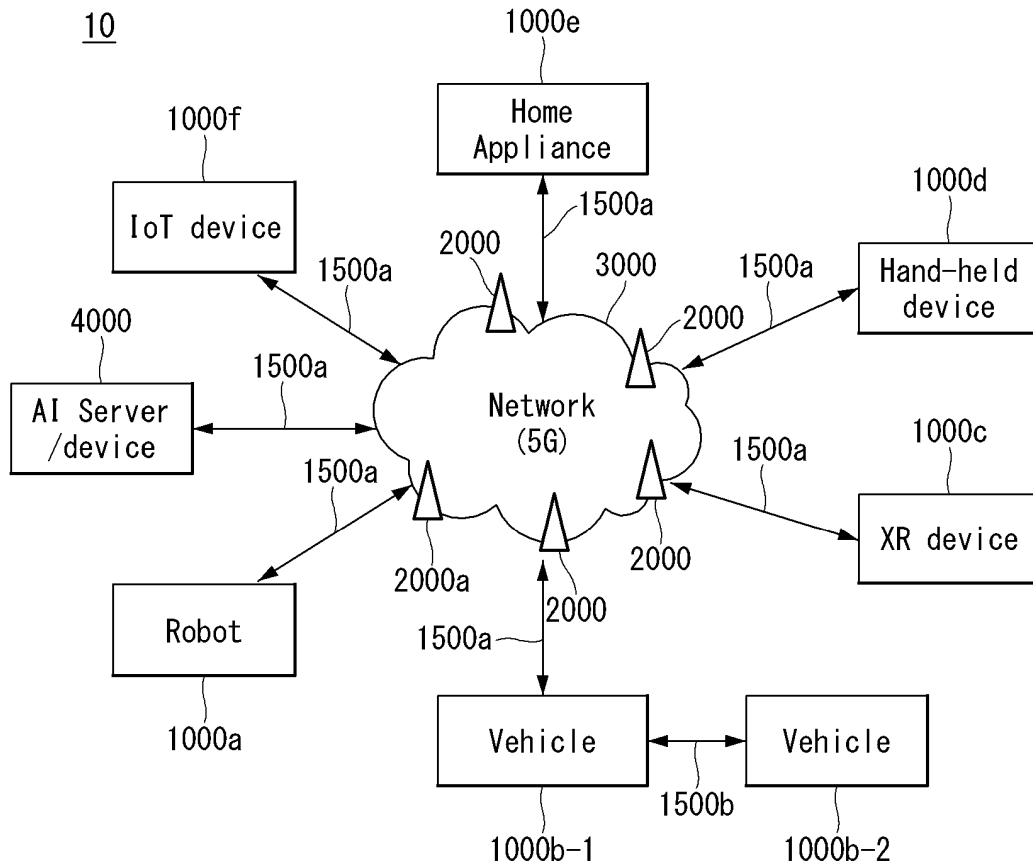 10
1000e
Home
Appliance
1000f
IoT device
1500a
1000d
Hand-held
device
2000
3000
1500a
1500a
2000
4000
AI Server
/device
1500a
Network
(5G)
1000c
XR device
1500a
1500a
2000a
2000
2000
Robot
1000a
1500a
Vehicle
Vehicle
1500b
1000b-1
1000b-2